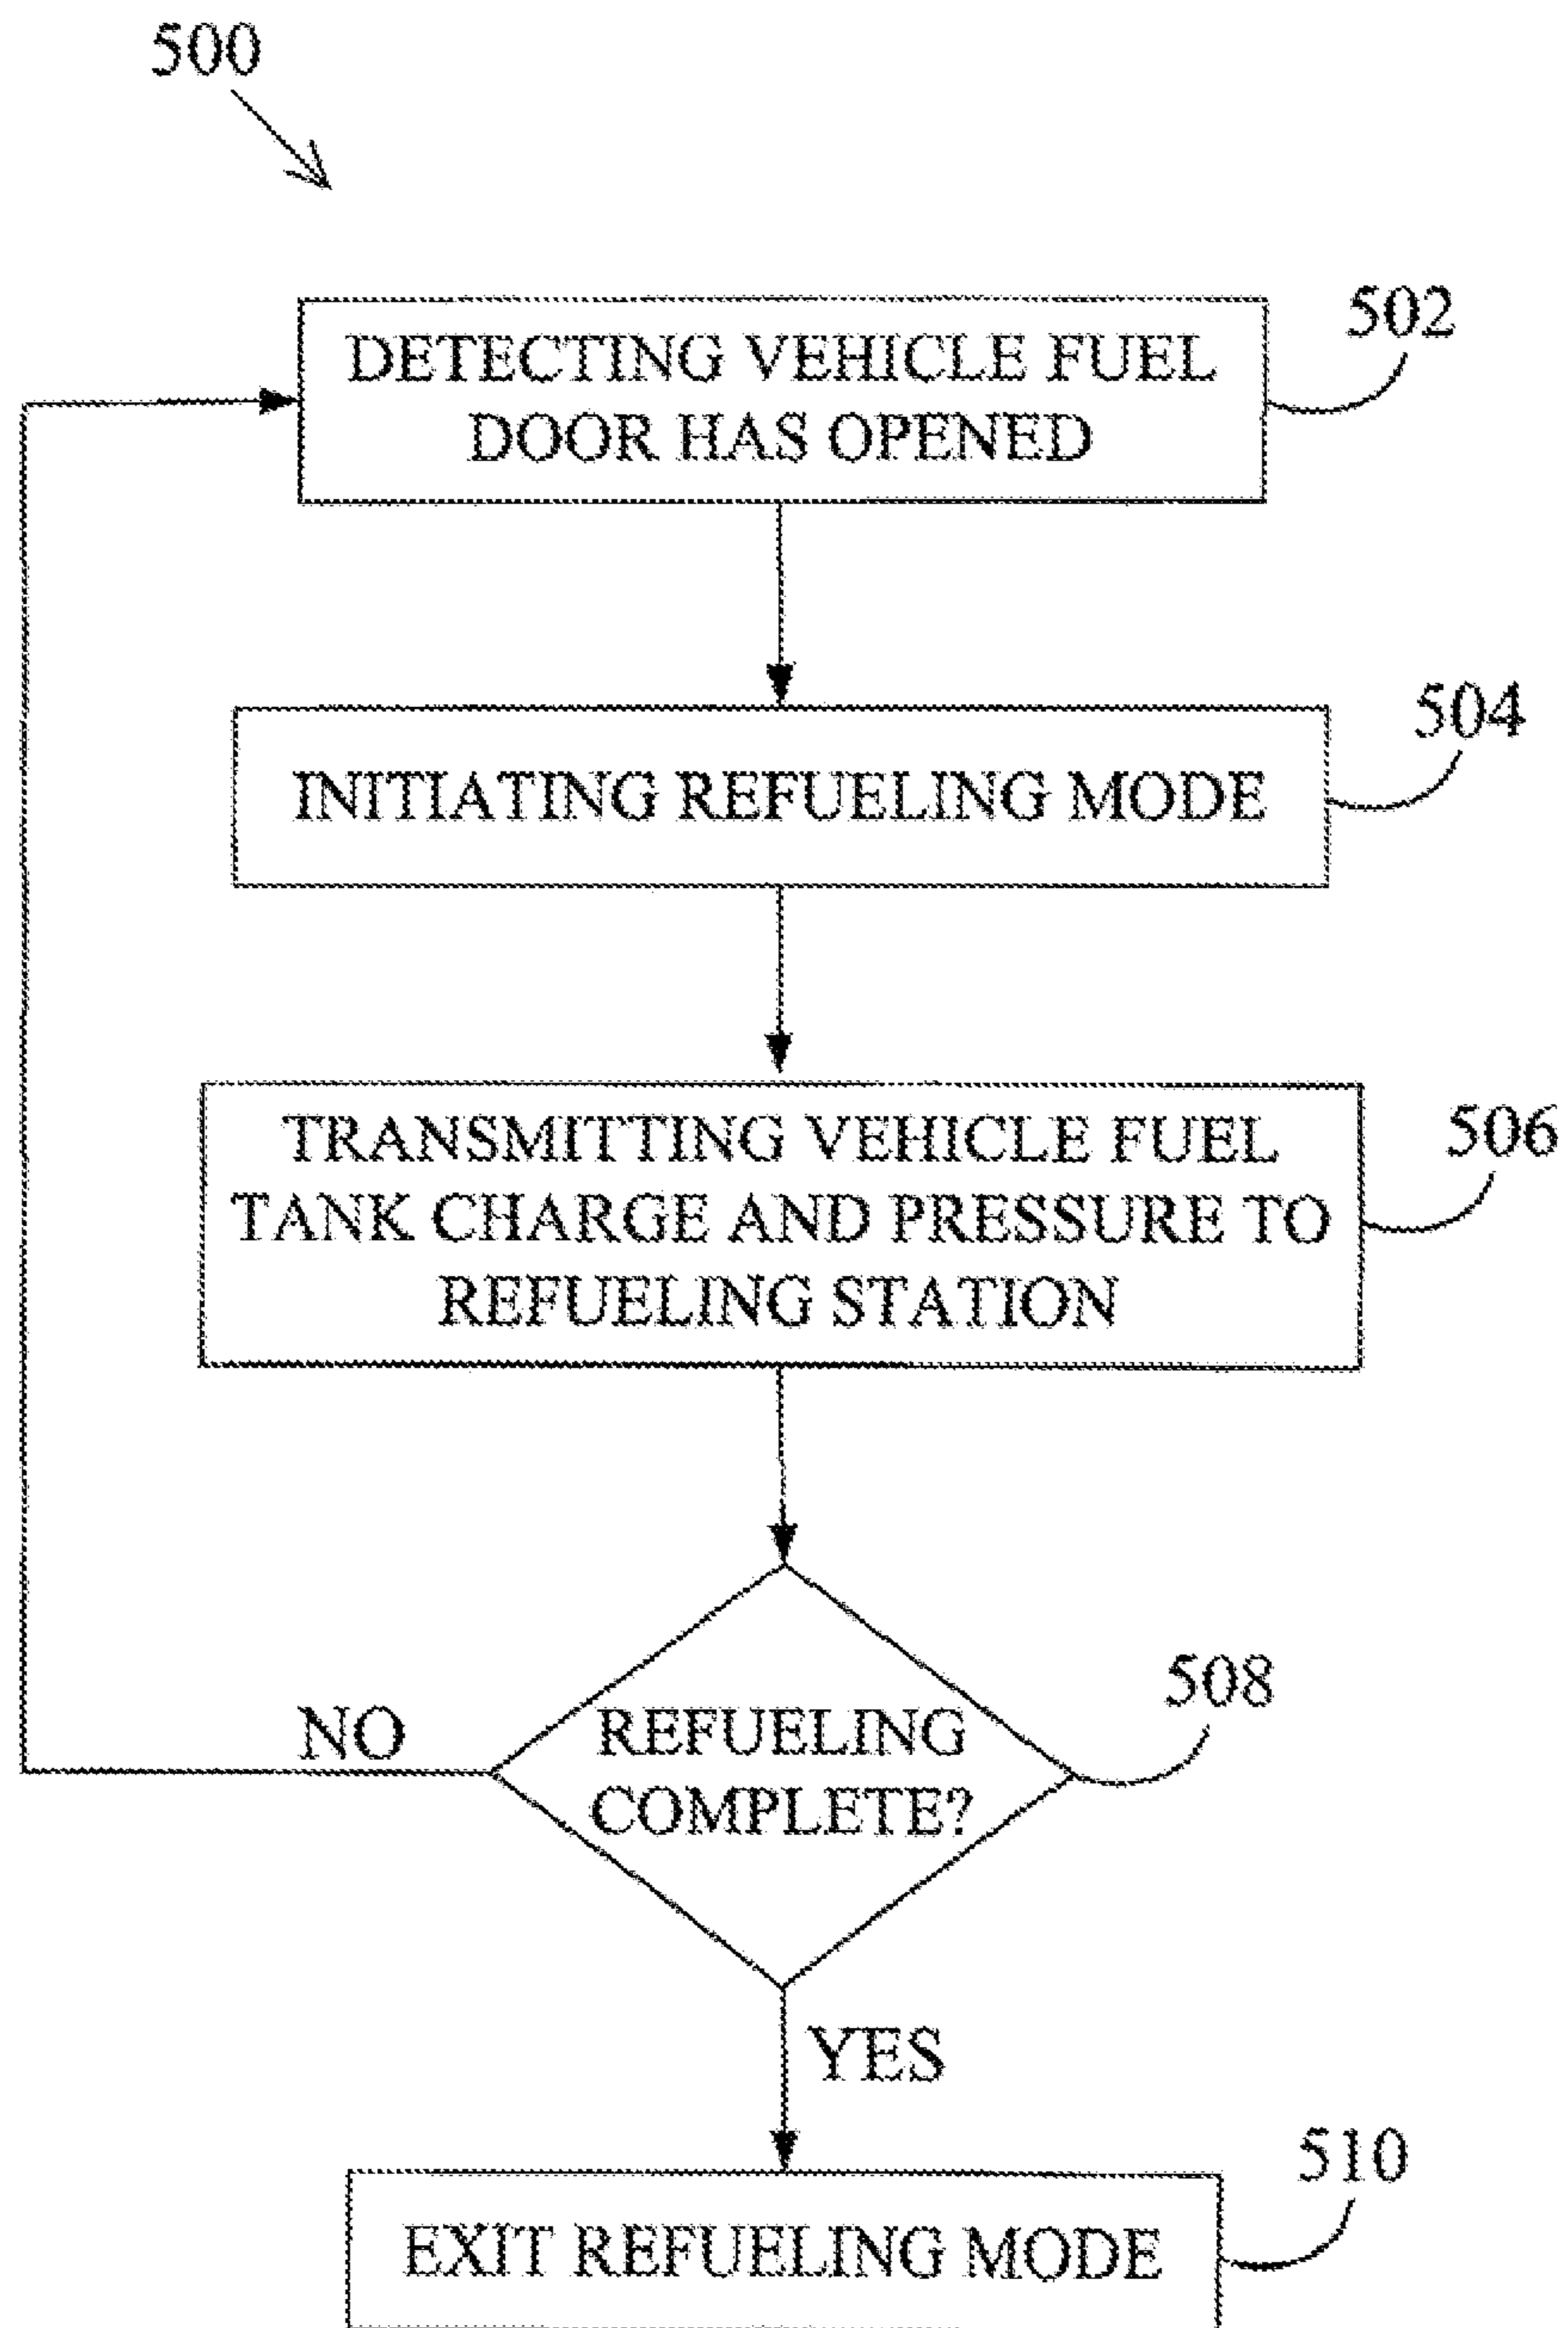 500
502
DETECTING VEHICLE FUEL
DOOR HAS OPENED
504
INITIATING REFUELING MODE
506
TRANSMITTING VEHICLE FUEL
TANK CHARGE AND PRESSURE TO
REFUELING STATION
508
NO
REFUELING
COMPLETE?
YES
510
EXIT REFUELING MODE